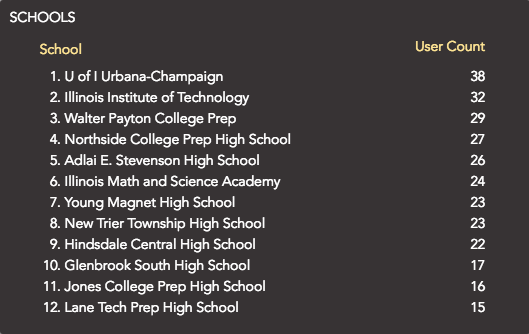 SCHOOLS
School User Count
1. U of I Urbana-Champaign 38
2. Illinois Institute of Technology 32
3. Walter Payton College Prep 29
4. Northside College Prep High School 27
5. Adlai E. Stevenson High School 26
6. Illinois Math and Science Academy 24
7. Young Magnet High School 23
8. New Trier Township High School 23
9. Hindsdale Central High School 22
10. Glenbrook South High School 17
11. Jones College Prep High School 16
12. Lane Tech Prep High School 15